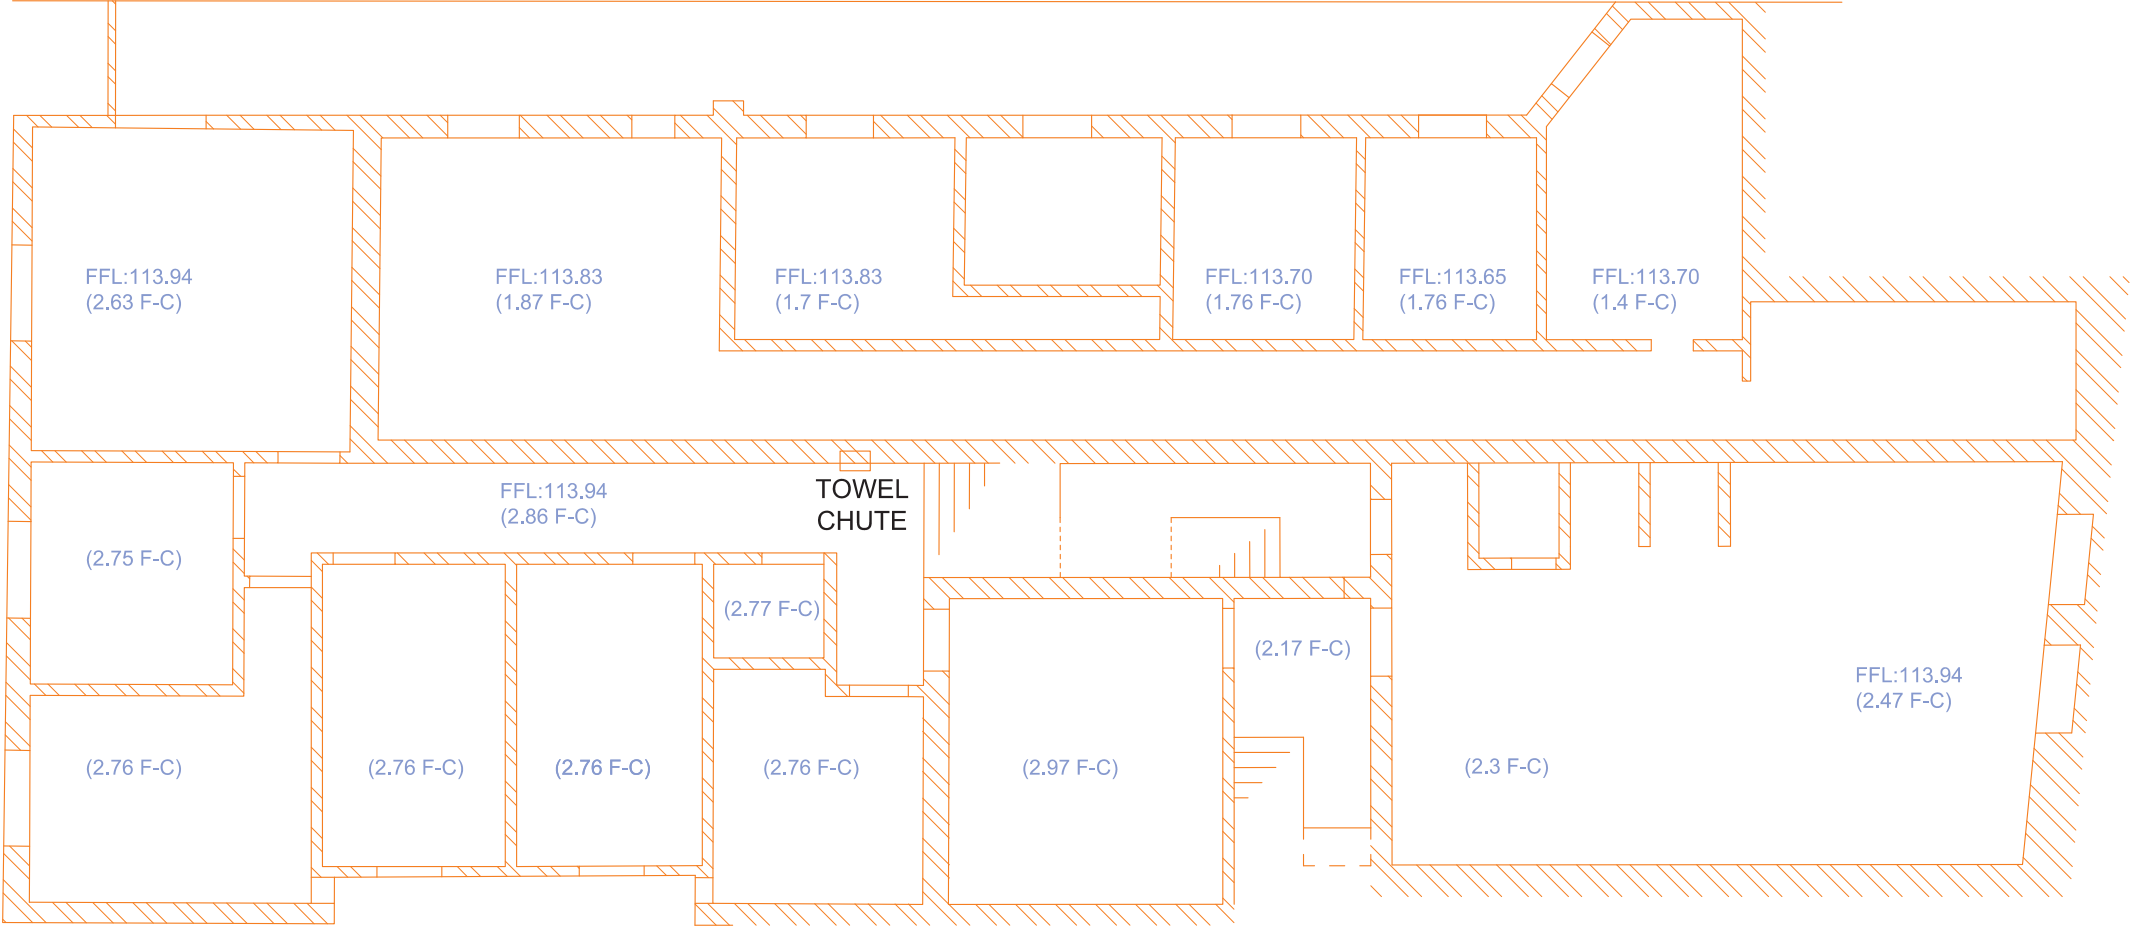 FFL:113.94
(2.63 F-C)
FFL:113.83
(1.87 F-C)
FFL:113.83
(1.7 F-C)
FFL:113.70
(1.76 F-C)
FFL:113.65
(1.76 F-C)
FFL:113.70
(1.4 F-C)
FFL:113.94
(2.86 F-C)
TOWEL
CHUTE
(2.75 F-C)
(2.77 F-C)
(2.17 F-C)
FFL:113.94
(2.47 F-C)
(2.76 F-C)
(2.76 F-C)
(2.76 F-C)
(2.76 F-C)
(2.97 F-C)
(2.3 F-C)